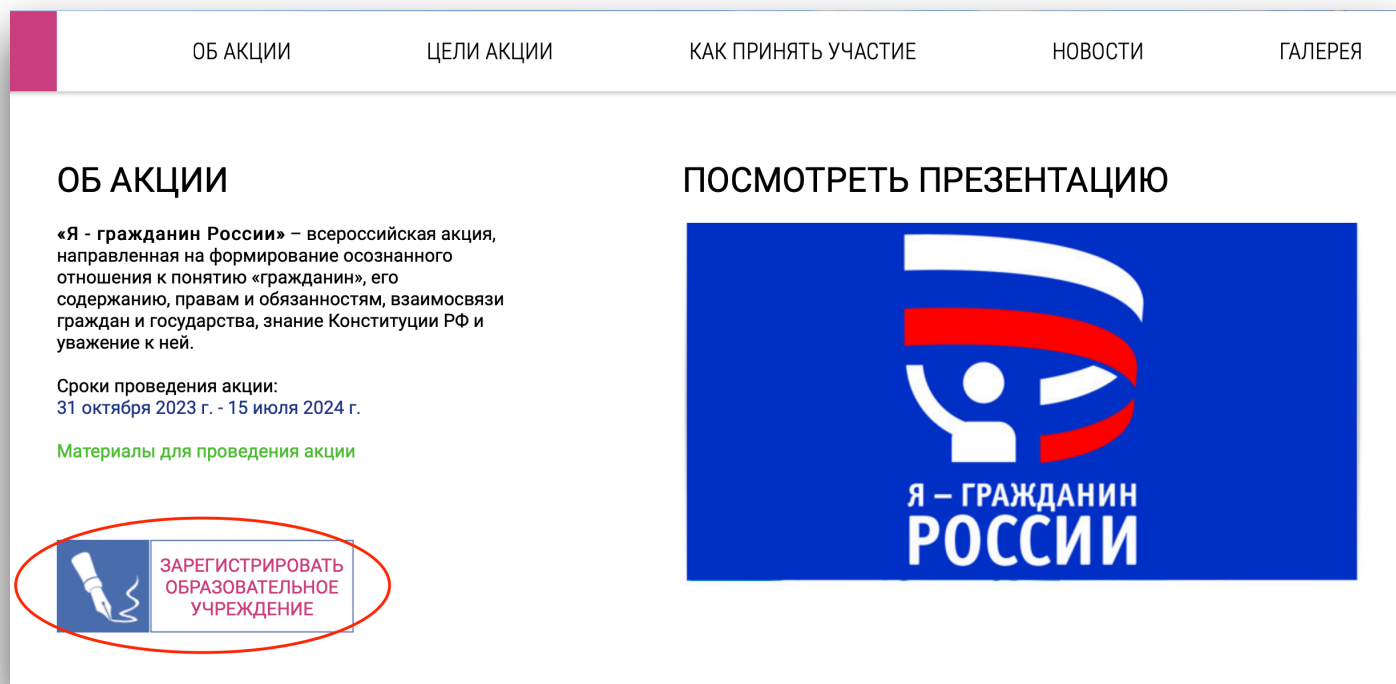 ОБ АКЦИИ
ЦЕЛИ АКЦИИ
КАК ПРИНЯТЬ УЧАСТИЕ
НОВОСТИ
ГАЛЕРЕЯ
ОБ АКЦИИ
«Я - гражданин России» – всероссийская акция,
направленная на формирование осознанного
отношения к понятию «гражданин», его
содержанию, правам и обязанностям, взаимосвязи
граждан и государства, знание Конституции РФ и
уважение к ней.
Сроки проведения акции:
31 октября 2023 г. - 15 июля 2024 г.
Материалы для проведения акции
ЗАРЕГИСТРИРОВАТЬ
ОБРАЗОВАТЕЛЬНОЕ
УЧРЕЖДЕНИЕ
ПОСМОТРЕТЬ ПРЕЗЕНТАЦИЮ
Я – ГРАЖДАНИН
РОССИИ